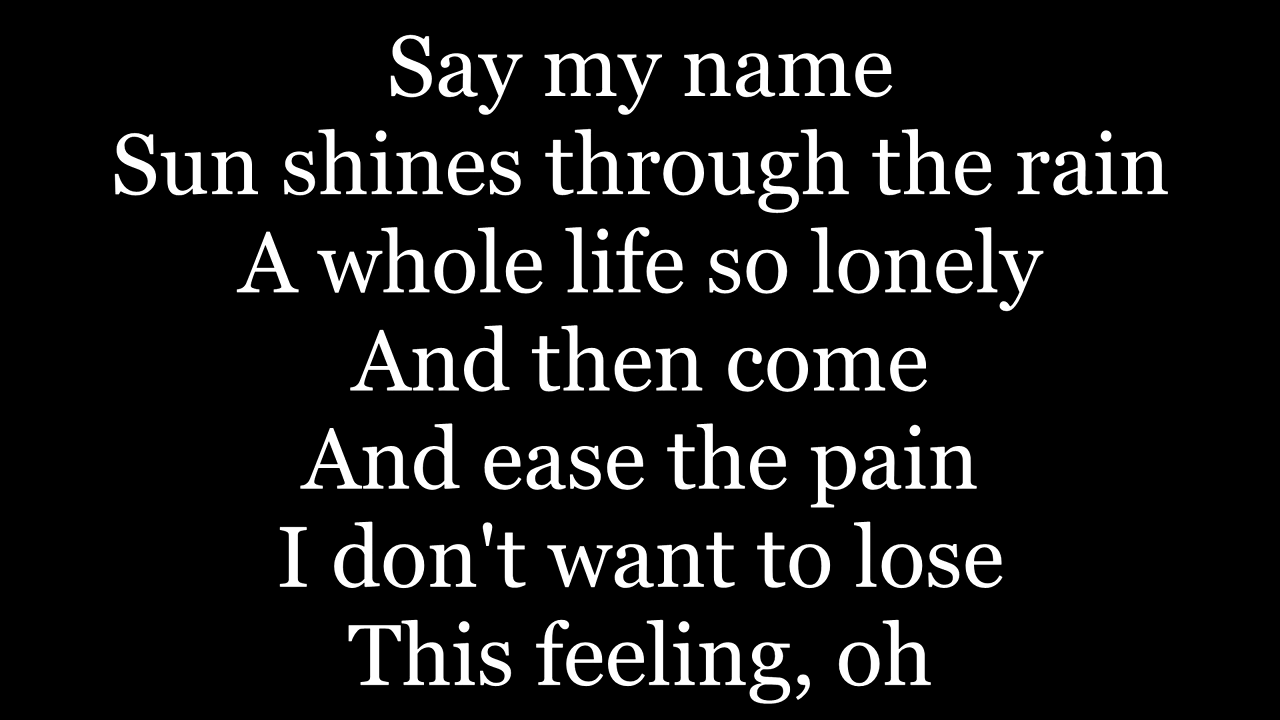 Say my name
Sun shines through the rain
A whole life so lonely
And then come
And ease the pain
I don't want to lose
This feeling, oh